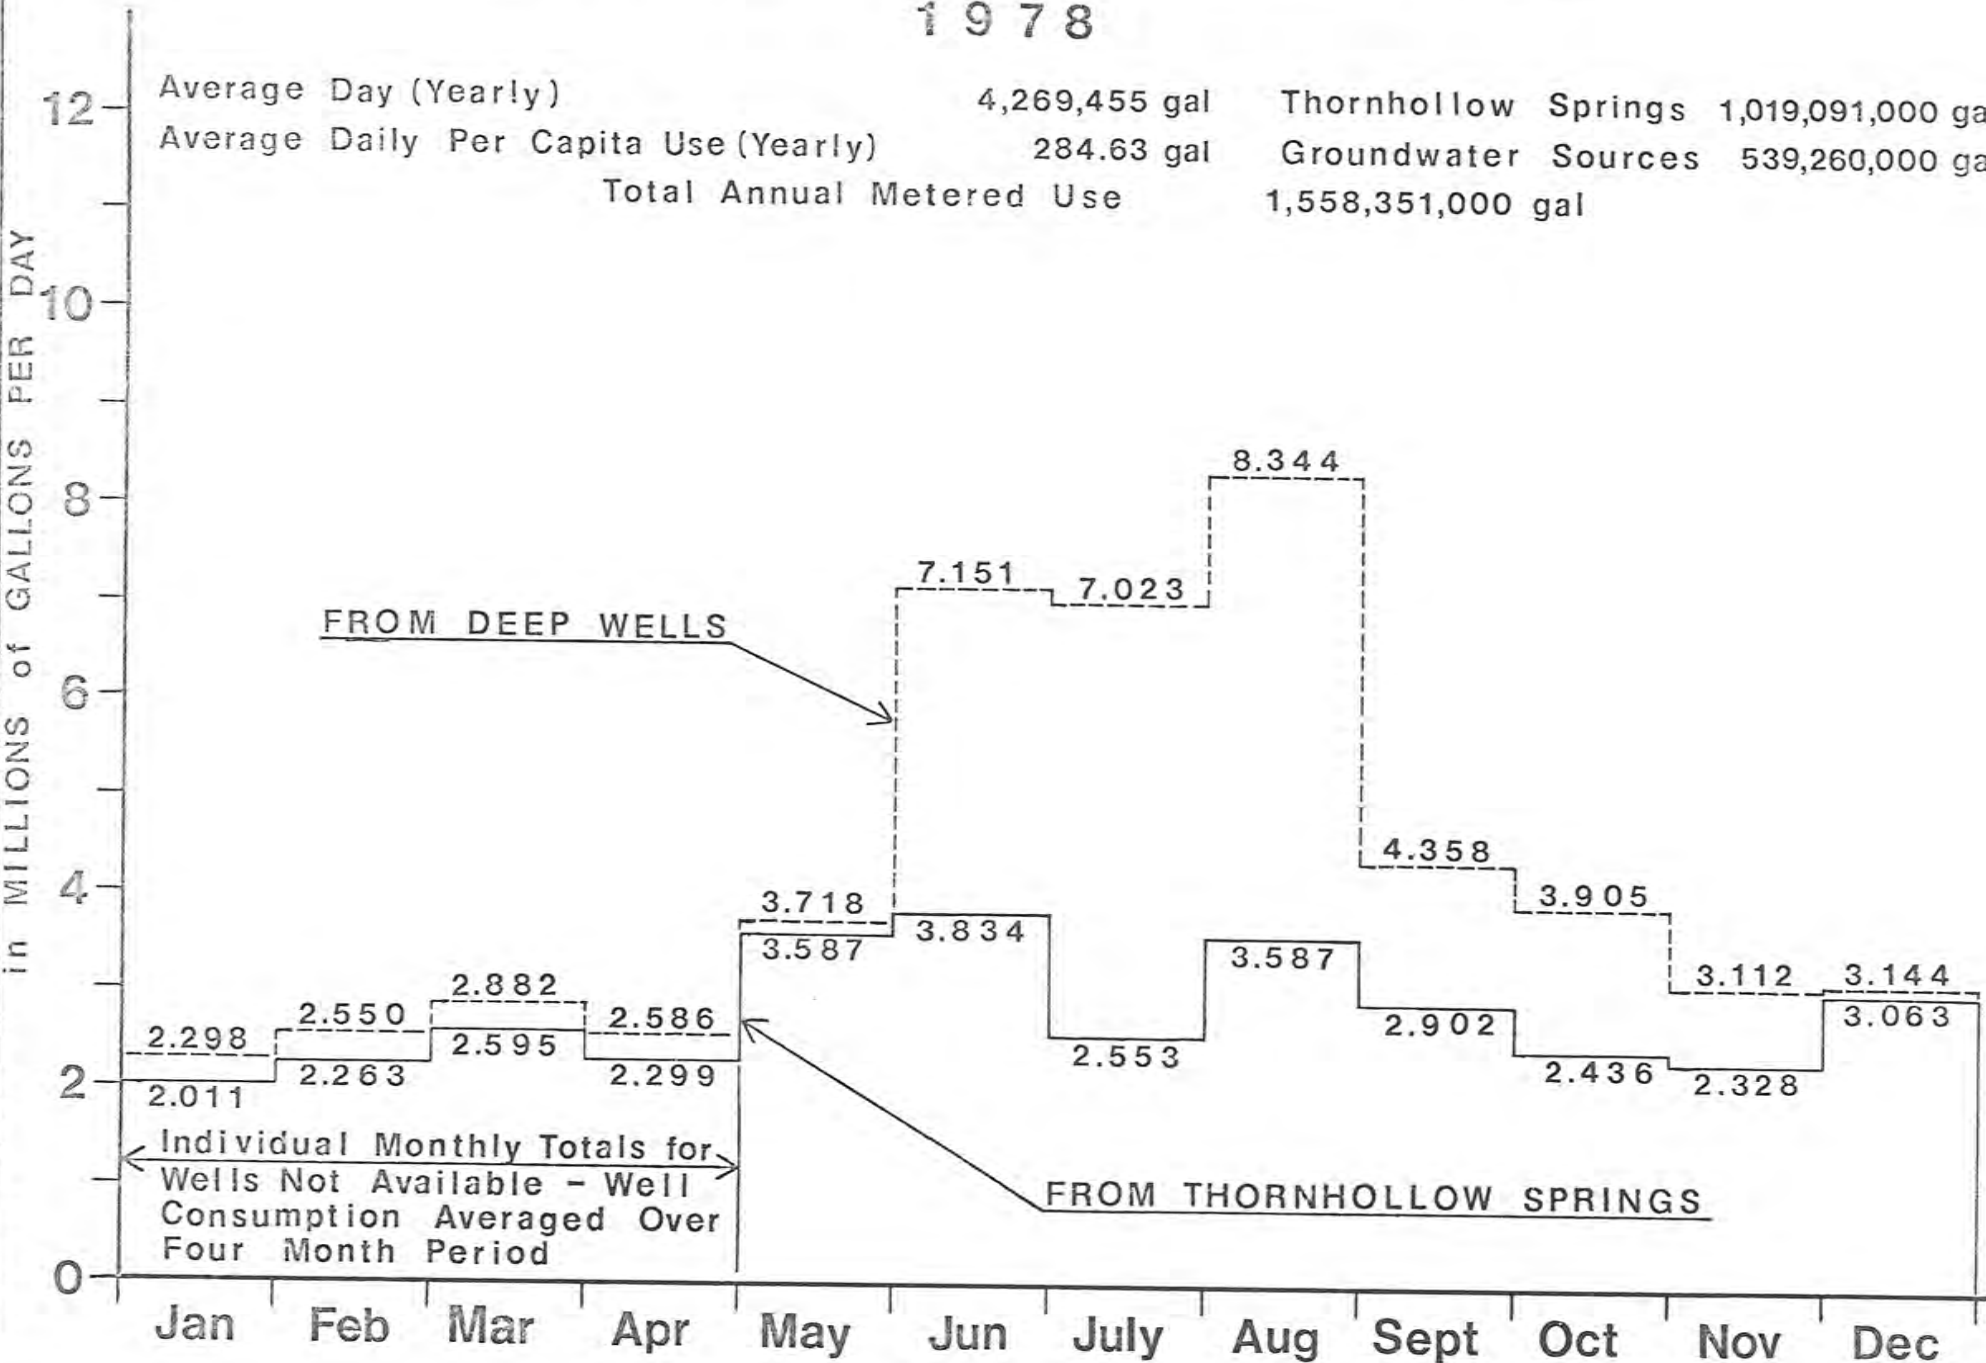 1978
Average Day (Yearly) 4,269,455 gal
Average Daily Per Capita Use (Yearly) 284.63 gal
Total Annual Metered Use 1,558,351,000 gal
Thornhollow Springs 1,019,091,000 ga
Groundwater Sources 539,260,000 ga
in MILLIONS of GALLONS PER DAY
12
10
8
6
4
2
0
FROM DEEP WELLS
FROM THORNHOLLOW SPRINGS
2.298
2.550
2.882
2.586
3.718
7.151
7.023
8.344
4.358
3.905
3.112
3.144
2.011
2.263
2.595
2.299
3.587
3.834
2.553
3.587
2.902
2.436
2.328
3.063
Individual Monthly Totals for
Wells Not Available - Well
Consumption Averaged Over
Four Month Period
Jan Feb Mar Apr May Jun July Aug Sept Oct Nov Dec